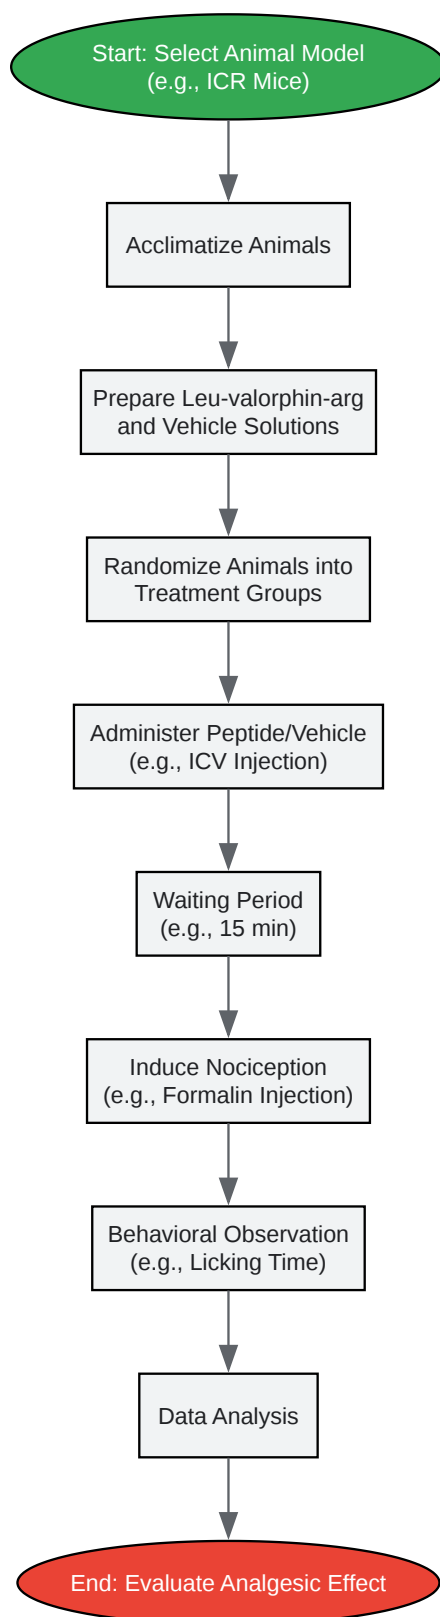 Start: Select Animal Model
(e.g., ICR Mice)
Acclimatize Animals
Prepare Leu-valorphin-arg
and Vehicle Solutions
Randomize Animals into
Treatment Groups
Administer Peptide/Vehicle
(e.g., ICV Injection)
Waiting Period
(e.g., 15 min)
Induce Nociception
(e.g., Formalin Injection)
Behavioral Observation
(e.g., Licking Time)
Data Analysis
End: Evaluate Analgesic Effect